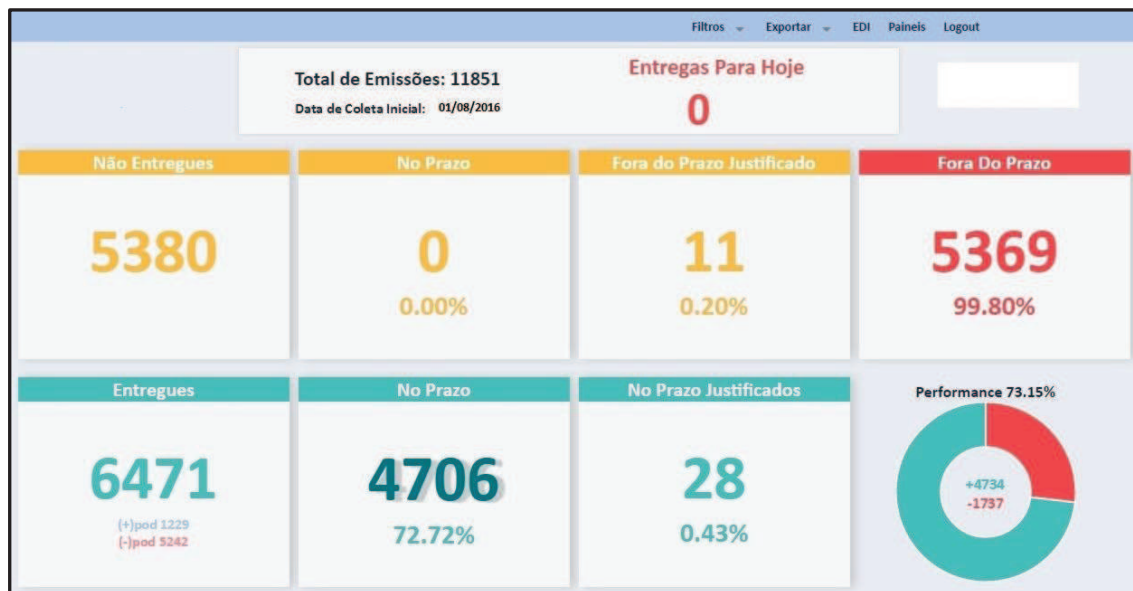 Filtros Exportar EDI Paineis Logout
Total de Emissões: 11851
Data de Coleta Inicial: 01/08/2016
Entregas Para Hoje
0
Não Entregues
5380
No Prazo
0
0.00%
Fora do Prazo Justificado
11
0.20%
Fora Do Prazo
5369
99.80%
Entregues
6471
(+)pod 1229
(-)pod 5242
No Prazo
4706
72.72%
No Prazo Justificados
28
0.43%
Performance 73.15%
+4734
-1737